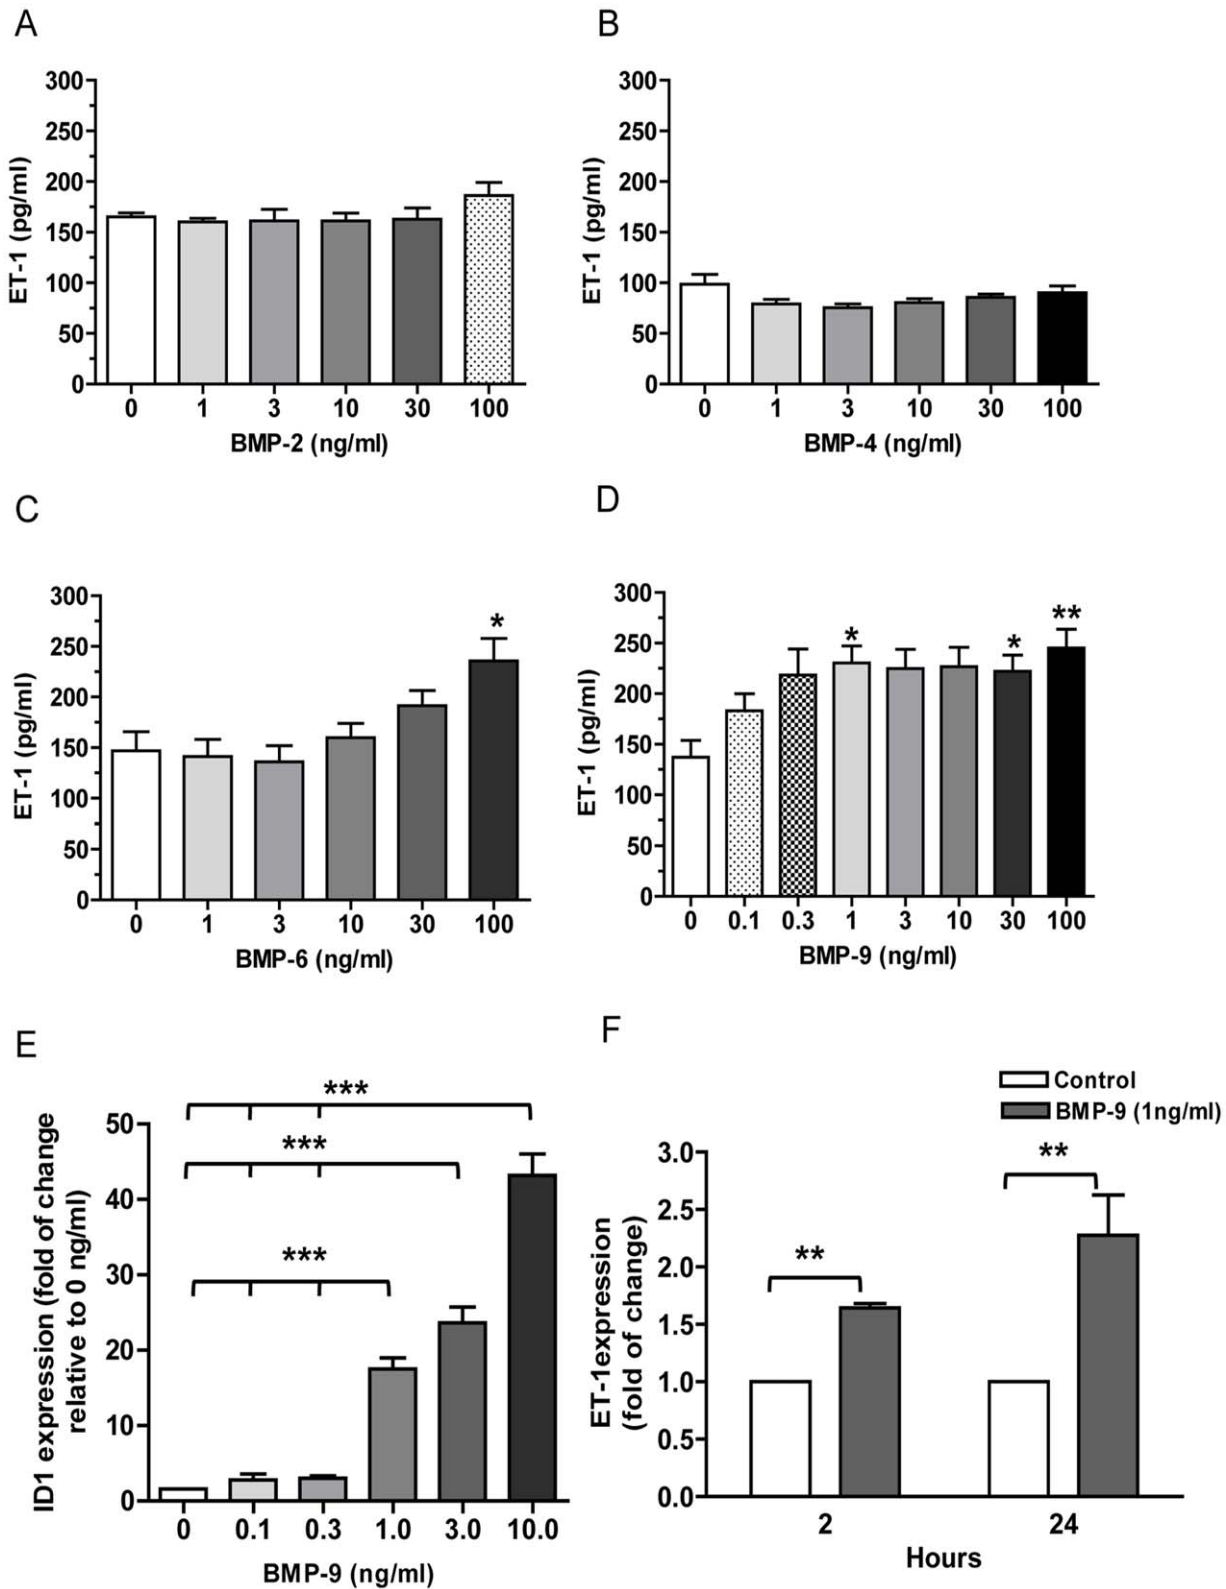 A
300
250
200
150
100
50
0
ET-1 (pg/ml)
0 1 3 10 30 100
BMP-2 (ng/ml)
B
300
250
200
150
100
50
0
ET-1 (pg/ml)
0 1 3 10 30 100
BMP-4 (ng/ml)
C
300
250
200
150
100
50
0
ET-1 (pg/ml)
*
0 1 3 10 30 100
BMP-6 (ng/ml)
D
300
250
200
150
100
50
0
ET-1 (pg/ml)
* * **
0 0.1 0.3 1 3 10 30 100
BMP-9 (ng/ml)
E
50
40
30
20
10
0
ID1 expression (fold of change
relative to 0 ng/ml)
***
***
***
0 0.1 0.3 1.0 3.0 10.0
BMP-9 (ng/ml)
F
Control
BMP-9 (1ng/ml)
3.0
2.5
2.0
1.5
1.0
0.5
0.0
ET-1expression
(fold of change)
**
**
2 24
Hours